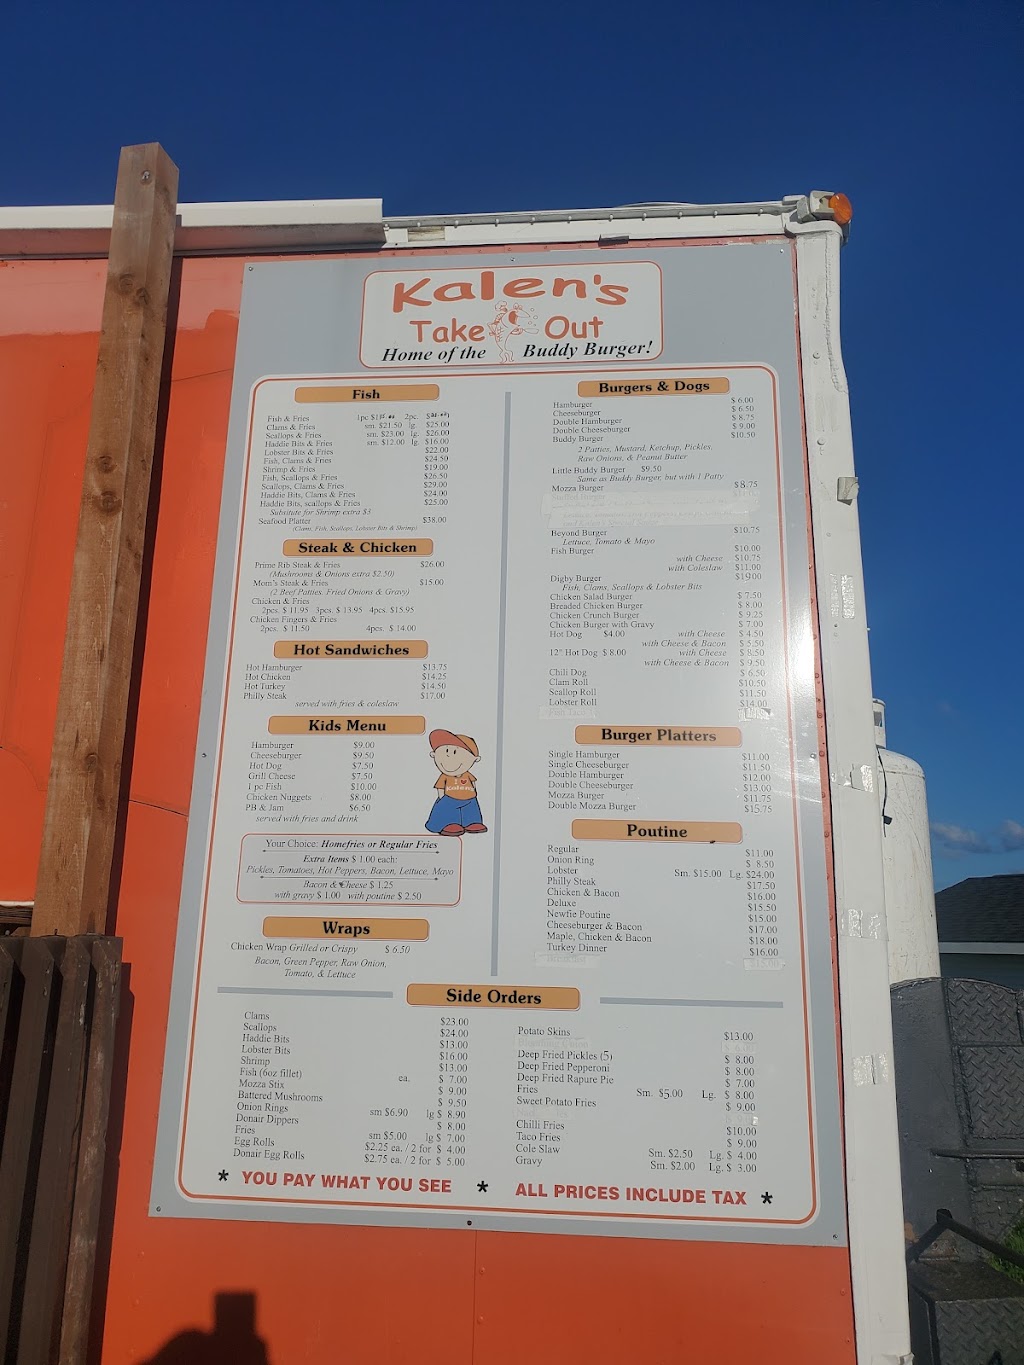 Kalen's
Take Out
Home of the Buddy Burger!
Fish
Fish & Fries 1pc 2pc.
Clams & Fries sm. $21.50 lg. $25.00
Scallops & Fries sm. $23.00 lg. $26.00
Haddie Bits & Fries sm. $12.00 lg. $16.00
Lobster Bits & Fries $22.00
Fish, Clams & Fries $24.50
Shrimp & Fries $19.00
Fish, Scallops & Fries $26.50
Scallops, Clams & Fries $29.00
Haddie Bits, Clams & Fries $24.00
Haddie Bits, scallops & Fries $25.00
Subsitute for Shrimp extra $3
Seafood Platter $38.00
(Clams, Fish, Scallops, Lobster Bits & Shrimp)
Steak & Chicken
Prime Rib Steak & Fries $26.00
(Mushrooms & Onions extra $2.50)
Mom's Steak & Fries $15.00
(2 Beef Patties, Fried Onions & Gravy)
Chicken & Fries
2pcs. $ 11.95 3pcs. $ 13.95 4pcs. $15.95
Chicken Fingers & Fries
2pcs. $ 11.50 4pcs. $ 14.00
Hot Sandwiches
Hot Hamburger $13.75
Hot Chicken $14.25
Hot Turkey $14.50
Philly Steak $17.00
served with fries & coleslaw
Kids Menu
Hamburger $9.00
Cheeseburger $9.50
Hot Dog $7.50
Grill Cheese $7.50
1 pc Fish $10.00
Chicken Nuggets $8.00
PB & Jam $6.50
served with fries and drink
I Kalen's
Your Choice: Homefries or Regular Fries
Extra Items $ 1.00 each:
Pickles, Tomatoes, Hot Peppers, Bacon, Lettuce, Mayo
Bacon & Cheese $ 1.25
with gravy $ 1.00 with poutine $ 2.50
Wraps
Chicken Wrap Grilled or Crispy $ 6.50
Bacon, Green Pepper, Raw Onion,
Tomato, & Lettuce
Burgers & Dogs
Hamburger $ 6.00
Cheeseburger $ 6.50
Double Hamburger $ 8.75
Double Cheeseburger $ 9.00
Buddy Burger $10.50
2 Patties, Mustard, Ketchup, Pickles,
Raw Onions, & Peanut Butter
Little Buddy Burger $9.50
Same as Buddy Burger, but with 1 Patty
Mozza Burger $ 8.75
Beyond Burger $10.75
Lettuce, Tomato & Mayo
Fish Burger $10.00
with Cheese $10.75
with Coleslaw $11.00
Digby Burger $19.00
Fish, Clams, Scallops & Lobster Bits
Chicken Salad Burger $ 7.50
Breaded Chicken Burger $ 8.00
Chicken Crunch Burger $ 9.25
Chicken Burger with Gravy $ 7.00
Hot Dog $4.00 with Cheese $ 4.50
with Cheese & Bacon $ 5.50
12" Hot Dog $ 8.00 with Cheese $ 8.50
with Cheese & Bacon $ 9.50
Chili Dog $ 6.50
Clam Roll $10.50
Scallop Roll $11.50
Lobster Roll $14.00
Burger Platters
Single Hamburger $11.00
Single Cheeseburger $11.50
Double Hamburger $12.00
Double Cheeseburger $13.00
Mozza Burger $11.75
Double Mozza Burger $15.75
Poutine
Regular $11.00
Onion Ring $ 8.50
Lobster Sm. $15.00 Lg. $24.00
Philly Steak $17.50
Chicken & Bacon $16.00
Deluxe $15.50
Newfie Poutine $15.00
Cheeseburger & Bacon $17.00
Maple, Chicken & Bacon $18.00
Turkey Dinner $16.00
Side Orders
Clams $23.00
Scallops $24.00
Haddie Bits $13.00
Lobster Bits $16.00
Shrimp $13.00
Fish (6oz fillet) ea. $ 7.00
Mozza Stix $ 9.00
Battered Mushrooms $ 9.50
Onion Rings sm $6.90 lg $ 8.90
Donair Dippers $ 8.00
Fries sm $5.00 lg $ 7.00
Egg Rolls $2.25 ea. / 2 for $ 4.00
Donair Egg Rolls $2.75 ea. / 2 for $ 5.00
Potato Skins $13.00
Deep Fried Pickles (5) $ 8.00
Deep Fried Pepperoni $ 8.00
Deep Fried Rapure Pie $ 7.00
Fries Sm. $5.00 Lg. $ 8.00
Sweet Potato Fries $ 9.00
Chilli Fries $10.00
Taco Fries $ 9.00
Cole Slaw Sm. $2.50 Lg. $ 4.00
Gravy Sm. $2.00 Lg. $ 3.00
* YOU PAY WHAT YOU SEE * ALL PRICES INCLUDE TAX *